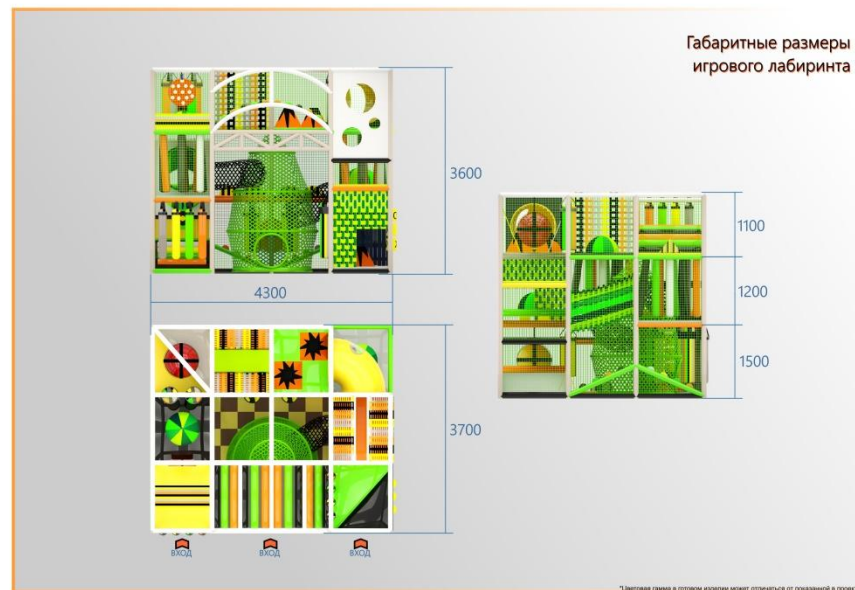 Габаритные размеры
игрового лабиринта
3600
4300
1100
1200
1500
3700
ВХОД
ВХОД
ВХОД
*Цветовая гамма в готовом изделии может отличаться от показанной в